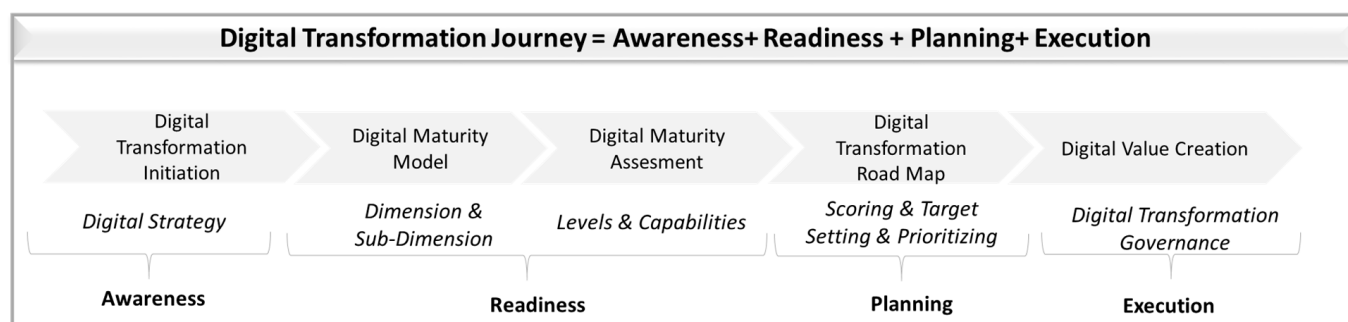 Digital Transformation Journey = Awareness+ Readiness + Planning+ Execution
Digital
Transformation
Initiation
Digital Maturity
Model
Digital Maturity
Assesment
Digital
Transformation
Road Map
Digital Value Creation
Digital Strategy
Dimension &
Sub-Dimension
Levels & Capabilities
Scoring & Target
Setting & Prioritizing
Digital Transformation
Governance
Awareness
Readiness
Planning
Execution